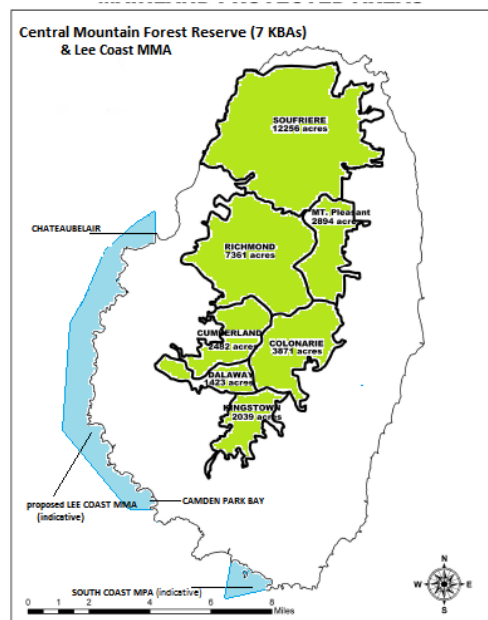 Central Mountain Forest Reserve (7 KBAs)
& Lee Coast MMA
SOUFRIERE
12256 acres
MT. Pleasant
2894 acres
CHATEAUBELAIR
RICHMOND
7361 acres
CUMBERLAND
2482 acres
COLONARIE
3871 acres
DALAWAY
1423 acres
KINGSTOWN
2039 acres
proposed LEE COAST MMA
(indicative)
CAMDEN PARK BAY
SOUTH COAST MPA (indicative)
N
W
E
S
0 2 4 6 8
Miles